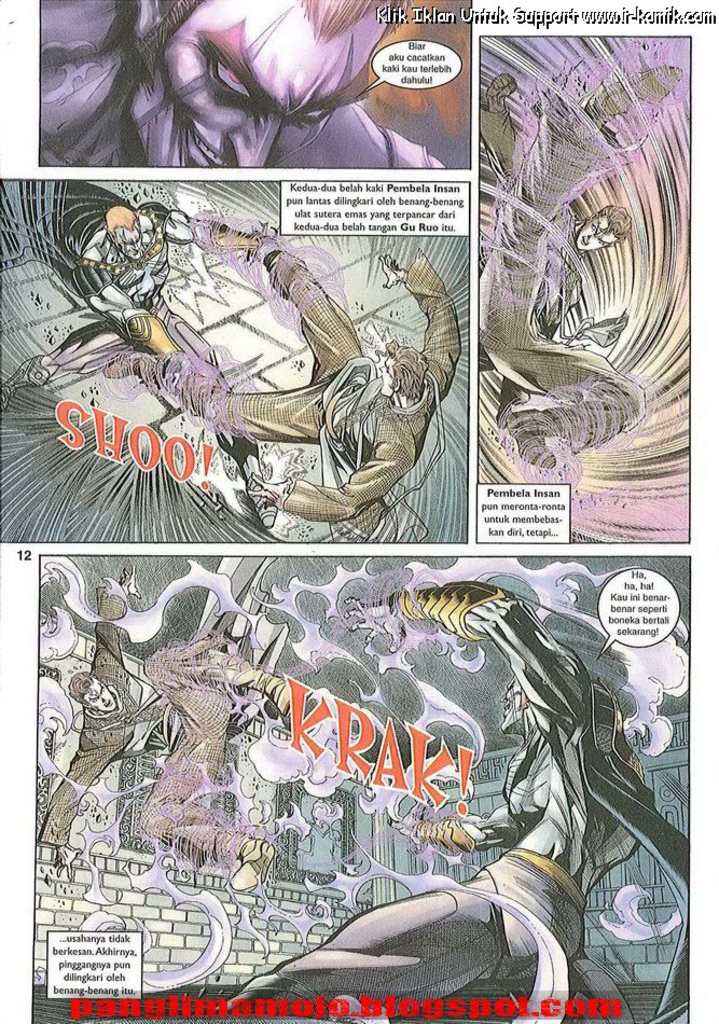 Klik Iklan Untuk Support www.ir-komik.com
Biar
aku cacatkan
kaki kau terlebih
dahulu!
Kedua-dua belah kaki Pembela Insan
pun lantas dilingkari oleh benang-benang
ulat sutera emas yang terpancar dari
kedua-dua belah tangan Gu Ruo itu.
SHOO!
Pembela Insan
pun meronta-ronta
untuk membebas-
kan diri, tetapi...
12
Ha,
ha, ha!
Kau ini benar-
benar seperti
boneka bertali
sekarang!
KRAK!
...usahanya tidak
berkesan. Akhirnya,
pinggangnya pun
dilingkari oleh
benang-benang itu.
panglimamojo.blogspot.com